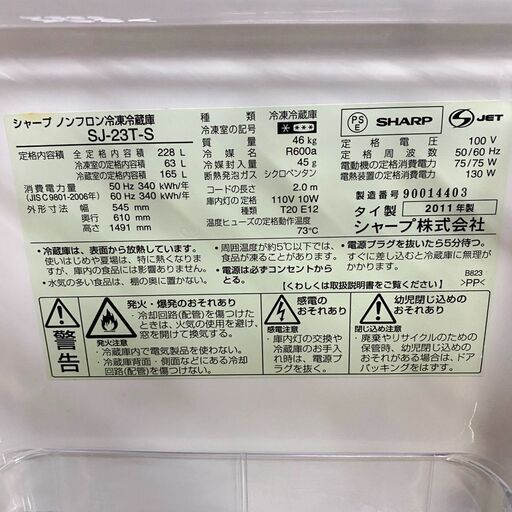 シャープ ノンフロン冷凍冷蔵庫
SJ-23T-S
定格内容積 全定格内容積 228 L
冷凍室の定格内容積 63 L
冷蔵室の定格内容積 165 L
消費電力量 50 Hz 340 kWh/年
(JIS C 9801-2006年) 60 Hz 340 kWh/年
外形寸法 幅 545 mm
奥行 610 mm
高さ 1491 mm
種類 冷凍冷蔵庫
冷凍室の記号
質量 46 kg
冷媒名 R600a
冷媒封入量 45 g
断熱発泡ガス シクロペンタン
コードの長さ 2.0 m
庫内灯の定格 110V 10W
T20 E12
温度ヒューズの定格動作温度
73℃
PS
E
SHARP
S JET
定格電圧 100 V
定格周波数 50/60 Hz
電動機の定格消費電力 75/75 W
電熱装置の定格消費電力 130 W
製造番号 90014403
タイ製 2011年製
シャープ株式会社
・冷蔵庫は、表面から放熱しています。
使いはじめや夏場は、特に熱くなりま
すが、庫内の食品には影響ありません。
・水気の多い食品は、棚の奥に置かない。
・周囲温度が約5℃以下では、
食品が凍ることがあります。
・電源は必ずコンセントから
とる。
・電源プラグを抜いたら5分待つ。
すぐに差し込むと冷蔵庫に無理が
かかります。
【くわしくは取扱説明書をご覧ください】
B823
>PP<
警告
発火・爆発のおそれあり
・冷却回路(配管)を傷つけた
ときは、火気の使用を避け、
窓を開けて換気する。
発火注意
・冷蔵庫内で電気製品を使わない。
・冷蔵庫背面・側面などにある冷却
回路(配管)を傷つけない。
感電の
おそれあり
感電注意
・庫内灯の交換や
冷蔵庫のお手入
れ時は、電源プラ
グを抜く。
幼児閉じ込めの
おそれあり
閉じ込め注意
・廃棄やリサイクルのための
保管時、幼児閉じ込めの
おそれがある場合は、ドア
パッキングをはずす。